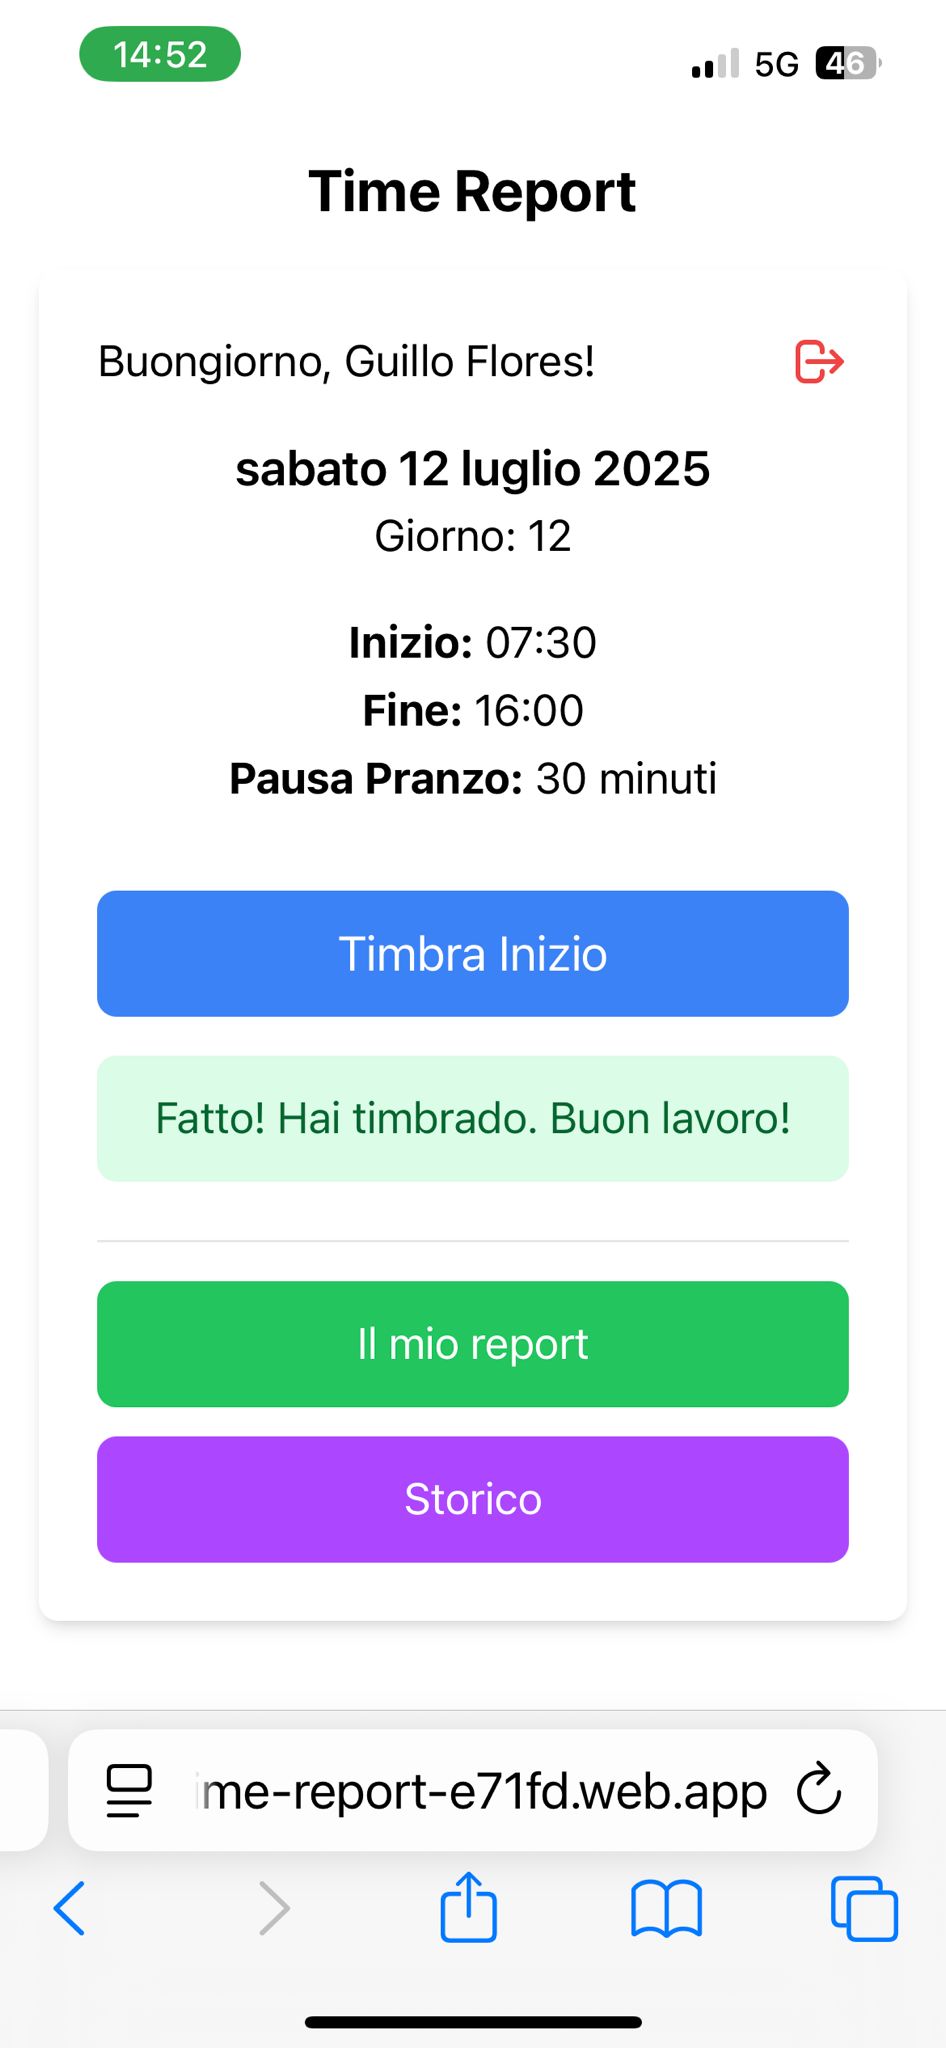 14:52
5G 46
Time Report
Buongiorno, Guillo Flores!
sabato 12 luglio 2025
Giorno: 12
Inizio: 07:30
Fine: 16:00
Pausa Pranzo: 30 minuti
Timbra Inizio
Fatto! Hai timbrado. Buon lavoro!
Il mio report
Storico
me-report-e71fd.web.app